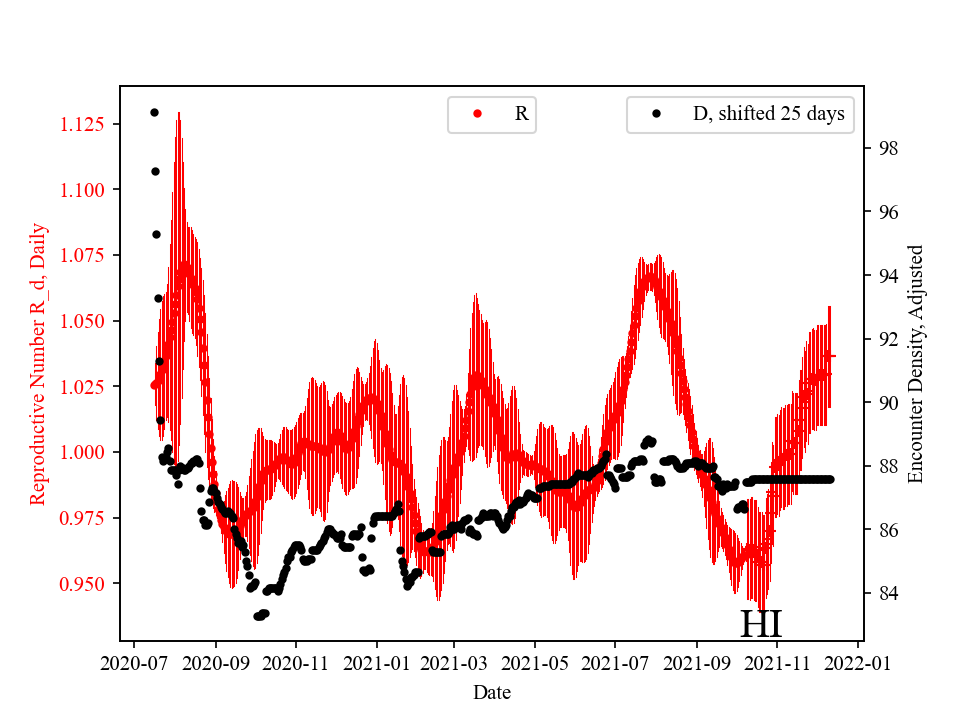 R
D, shifted 25 days
1.125
1.100
1.075
1.050
1.025
1.000
0.975
0.950
Reproductive Number R_d, Daily
98
96
94
92
90
88
86
84
Encounter Density, Adjusted
HI
2020-07 2020-09 2020-11 2021-01 2021-03 2021-05 2021-07 2021-09 2021-11 2022-01
Date